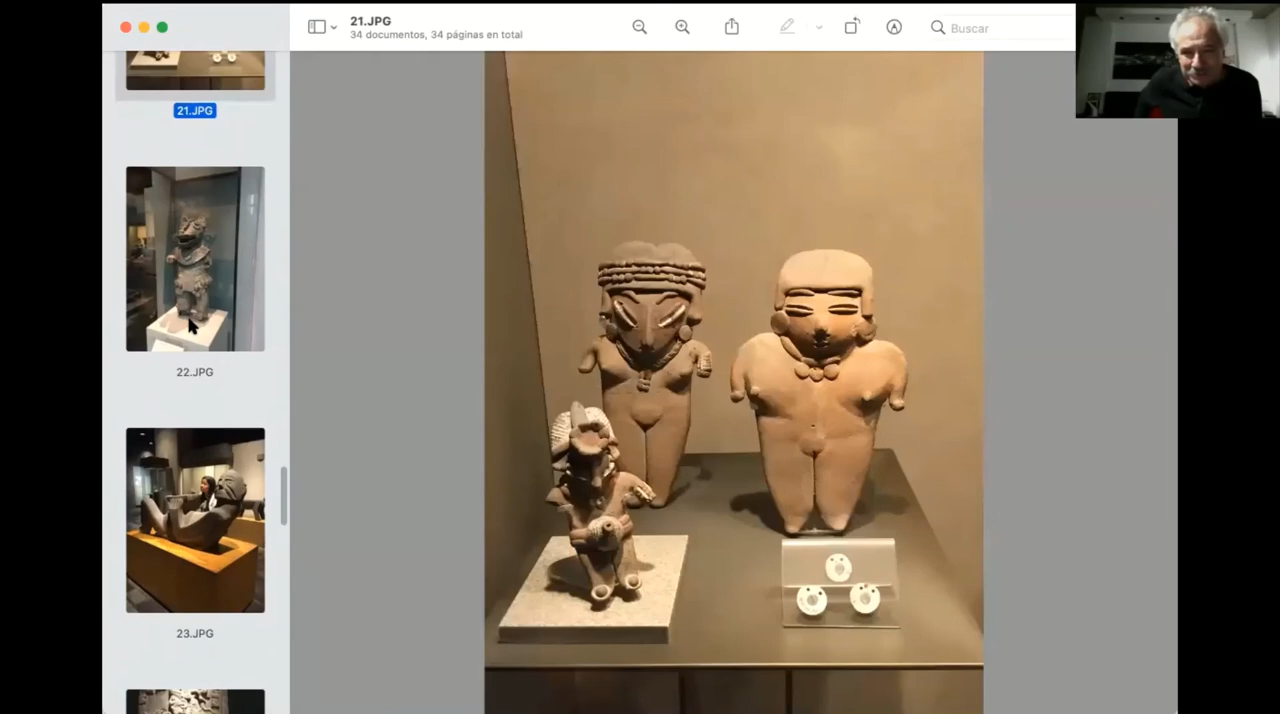 21.JPG
34 documentos, 34 páginas en total
Buscar
21.JPG
22.JPG
23.JPG